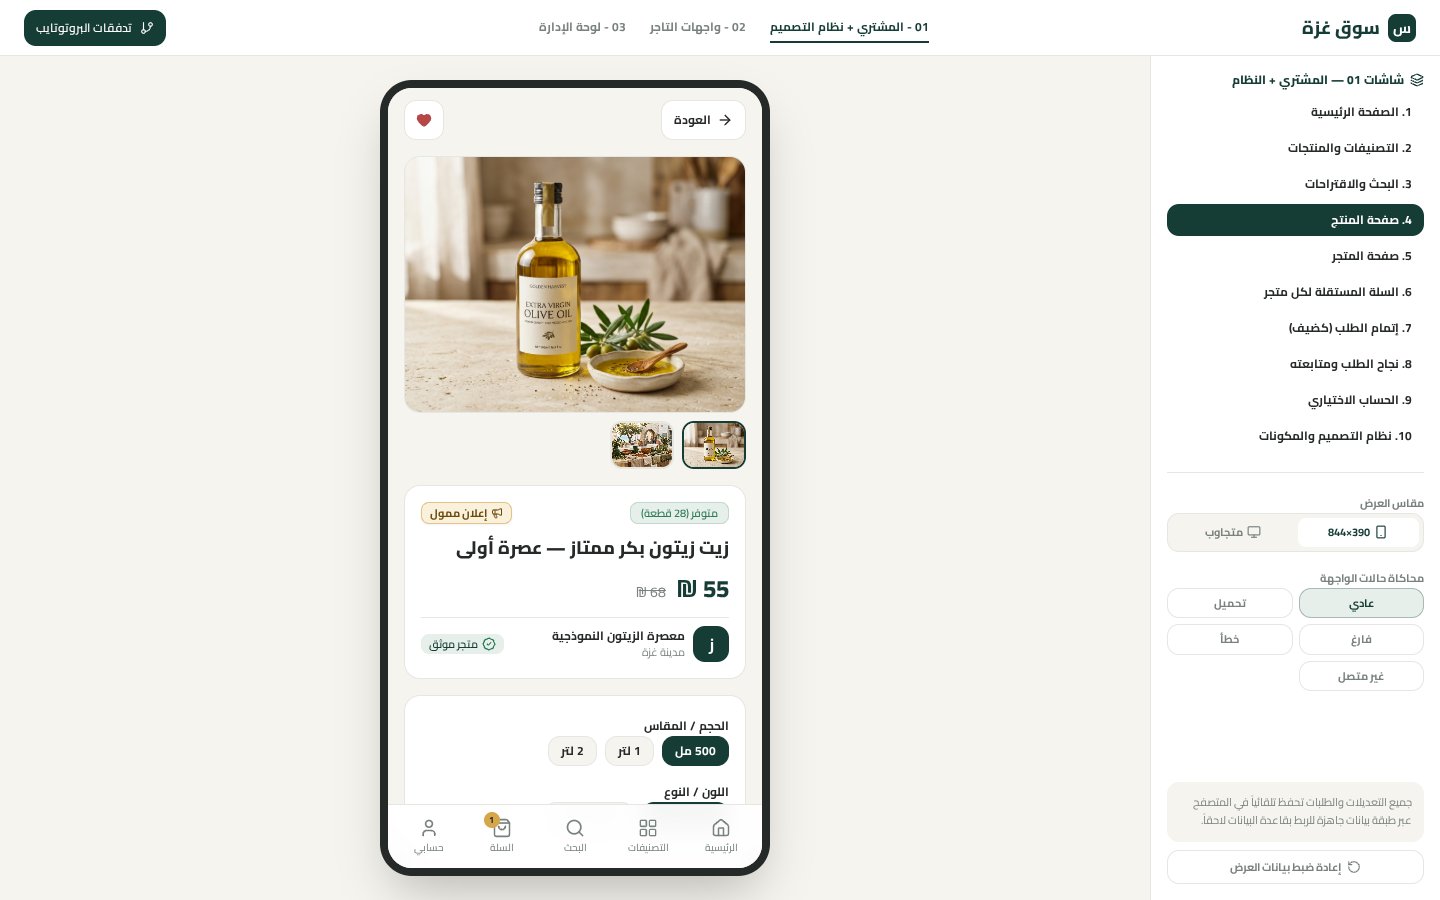 س سوق غزة
01 - المشتري + نظام التصميم
02 - واجهات التاجر
03 - لوحة الإدارة
تدفقات البروتوتايب
شاشات 01 — المشتري + النظام
1. الصفحة الرئيسية
2. التصنيفات والمنتجات
3. البحث والاقتراحات
4. صفحة المنتج
5. صفحة المتجر
6. السلة المستقلة لكل متجر
7. إتمام الطلب (كضيف)
8. نجاح الطلب ومتابعته
9. الحساب الاختياري
10. نظام التصميم والمكونات
مقاس العرض
390×844
متجاوب
محاكاة حالات الواجهة
عادي
تحميل
فارغ
خطأ
غير متصل
جميع التعديلات والطلبات تحفظ تلقائياً في المتصفح
عبر طبقة بيانات جاهزة للربط بقاعدة البيانات لاحقاً.
إعادة ضبط بيانات العرض
العودة
GOLDEN HARVEST
EXTRA VIRGIN
OLIVE OIL
متوفر (28 قطعة)
إعلان ممول
زيت زيتون بكر ممتاز — عصرة أولى
55 ₪
68 ₪
ز
معصرة الزيتون النموذجية
مدينة غزة
متجر موثق
الحجم / المقاس
500 مل
1 لتر
2 لتر
اللون / النوع
الرئيسية
التصنيفات
البحث
1
السلة
حسابي